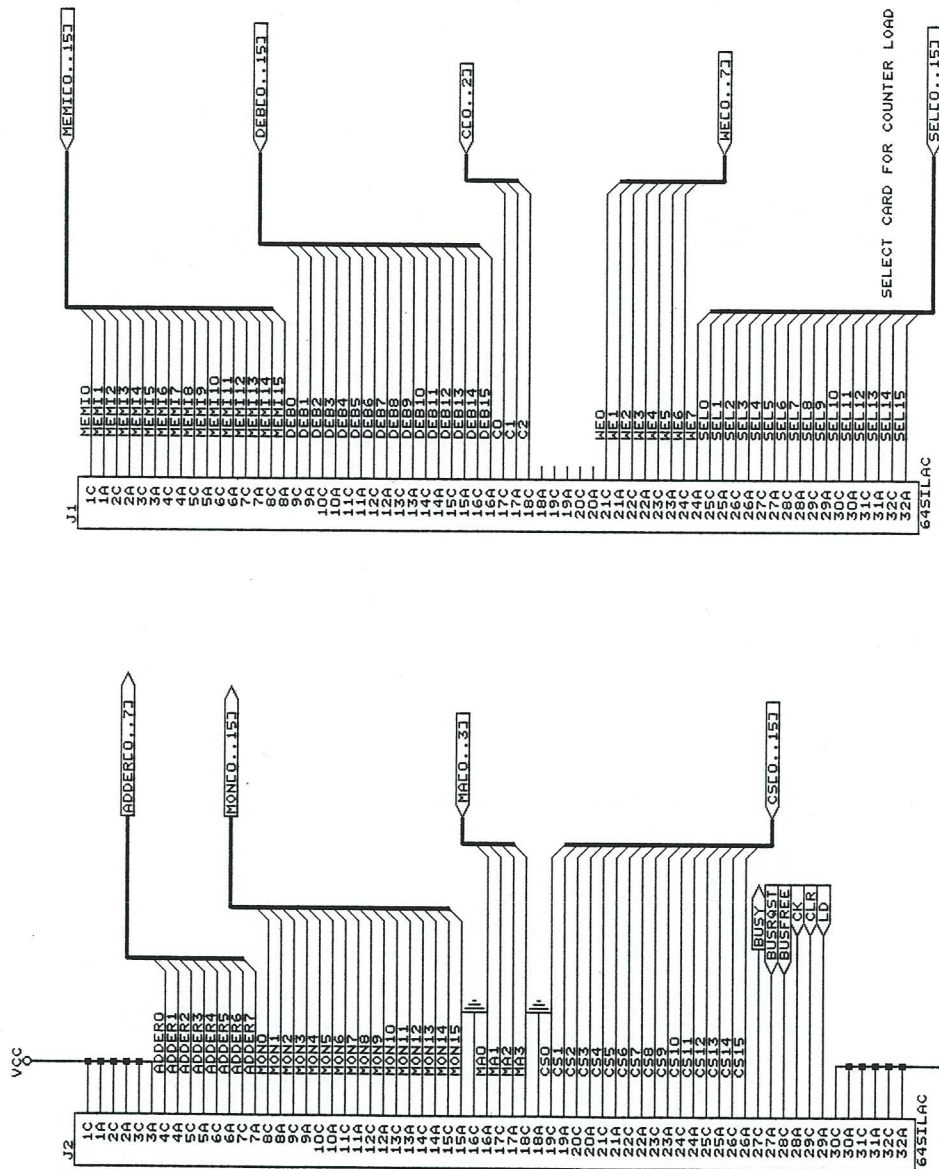 J1
1C
1A
2C
2A
3C
3A
4C
4A
5C
5A
6C
6A
7C
7A
8C
8A
9C
9A
10C
10A
11C
11A
12C
12A
13C
13A
14C
14A
15C
15A
16C
16A
17C
17A
18C
18A
19C
19A
20C
20A
21C
21A
22C
22A
23C
23A
24C
24A
25C
25A
26C
26A
27C
27A
28C
28A
29C
29A
30C
30A
31C
31A
32C
32A
64SILAC
MEMI0
MEMI1
MEMI2
MEMI3
MEMI4
MEMI5
MEMI6
MEMI7
MEMI8
MEMI9
MEMI10
MEMI11
MEMI12
MEMI13
MEMI14
MEMI15
DEB0
DEB1
DEB2
DEB3
DEB4
DEB5
DEB6
DEB7
DEB8
DEB9
DEB10
DEB11
DEB12
DEB13
DEB14
DEB15
C0
C1
C2
WE0
WE1
WE2
WE3
WE4
WE5
WE6
WE7
SEL0
SEL1
SEL2
SEL3
SEL4
SEL5
SEL6
SEL7
SEL8
SEL9
SEL10
SEL11
SEL12
SEL13
SEL14
SEL15
MEMI[0..15]
DEB[0..15]
C[0..2]
WE[0..7]
SELECT CARD FOR COUNTER LOAD
SEL[0..15]
J2
VCC
1C
1A
2C
2A
3C
3A
4C
4A
5C
5A
6C
6A
7C
7A
8C
8A
9C
9A
10C
10A
11C
11A
12C
12A
13C
13A
14C
14A
15C
15A
16C
16A
17C
17A
18C
18A
19C
19A
20C
20A
21C
21A
22C
22A
23C
23A
24C
24A
25C
25A
26C
26A
27C
27A
28C
28A
29C
29A
30C
30A
31C
31A
32C
32A
64SILAC
ADDER0
ADDER1
ADDER2
ADDER3
ADDER4
ADDER5
ADDER6
ADDER7
MON0
MON1
MON2
MON3
MON4
MON5
MON6
MON7
MON8
MON9
MON10
MON11
MON12
MON13
MON14
MON15
MA0
MA1
MA2
MA3
CS0
CS1
CS2
CS3
CS4
CS5
CS6
CS7
CS8
CS9
CS10
CS11
CS12
CS13
CS14
CS15
ADDER[0..7]
MON[0..15]
MA[0..3]
CS[0..15]
BUSY
BUSRQST
BUSFREE
CK
CLR
LD